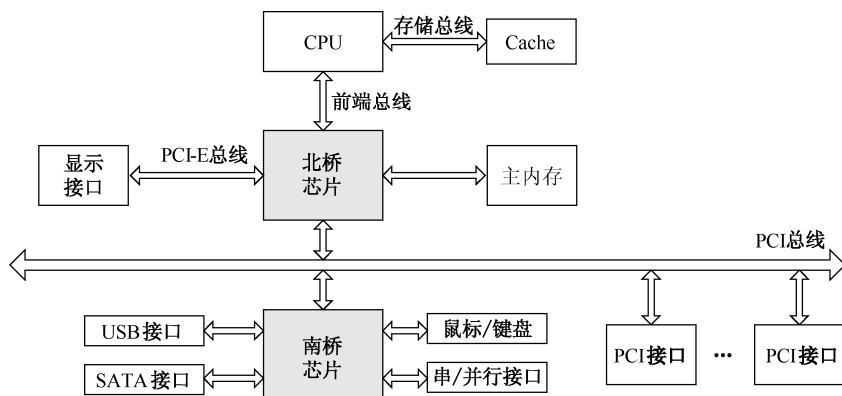 CPU
存储总线
Cache
前端总线
显示
接口
PCI-E总线
北桥
芯片
主内存
PCI总线
USB接口
SATA接口
南桥
芯片
鼠标/键盘
串/并行接口
PCI接口
...
PCI接口